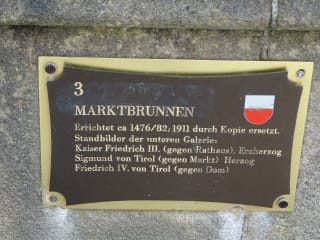 3
MARKTBRUNNEN
Errichtet ca 1476/82; 1911 durch Kopie ersetzt.
Standbilder der unteren Galerie:
Kaiser Friedrich III. (gegen Rathaus), Erzherzog
Sigmund von Tirol (gegen Markt) Herzog
Friedrich IV. von Tirol (gegen Dom)